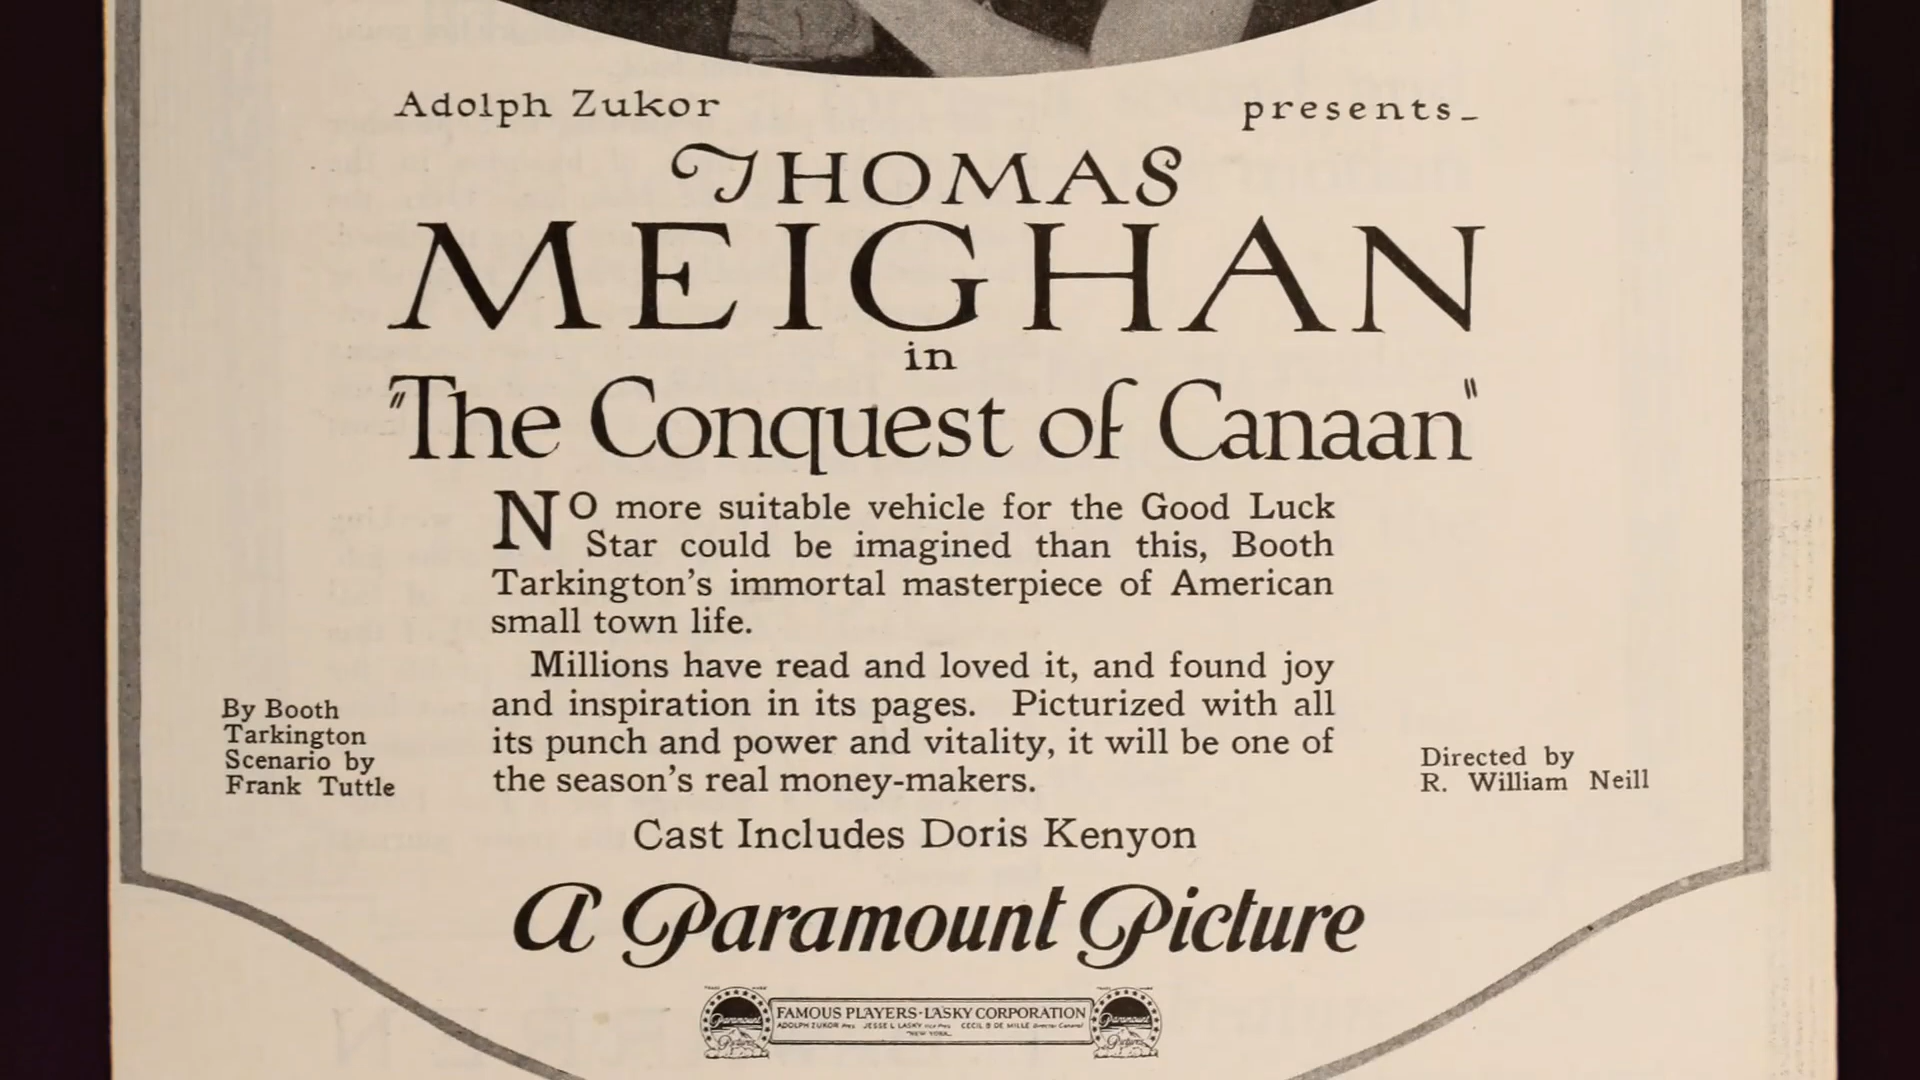 Adolph Zukor presents_
THOMAS
MEIGHAN
in
"The Conquest of Canaan"
NO more suitable vehicle for the Good Luck
Star could be imagined than this, Booth
Tarkington's immortal masterpiece of American
small town life.
Millions have read and loved it, and found joy
and inspiration in its pages. Picturized with all
its punch and power and vitality, it will be one of
the season's real money-makers.
By Booth
Tarkington
Scenario by
Frank Tuttle
Directed by
R. William Neill
Cast Includes Doris Kenyon
A Paramount Picture
Paramount
Pictures
FAMOUS PLAYERS-LASKY CORPORATION
ADOLPH ZUKOR Pres. JESSE L LASKY Vice Pres. CECIL B DE MILLE Director General
NEW YORK
Paramount
Pictures